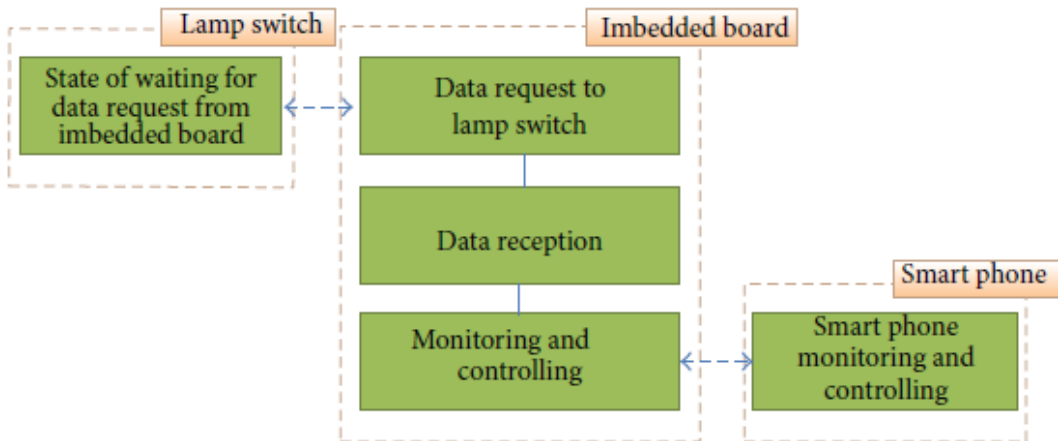 Lamp switch
State of waiting for
data request from
imbedded board
Imbedded board
Data request to
lamp switch
Data reception
Monitoring and
controlling
Smart phone
Smart phone
monitoring and
controlling